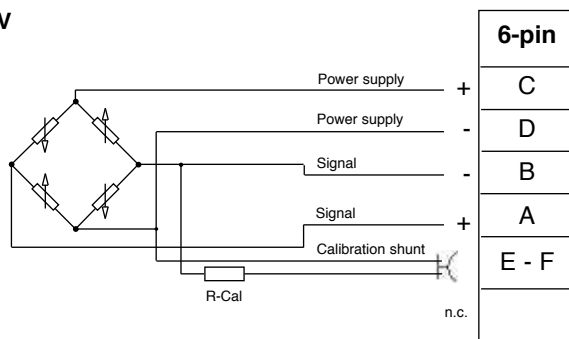 V
6-pin
Power supply + C
Power supply - D
Signal - B
Signal + A
Calibration shunt E - F
R-Cal
n.c.